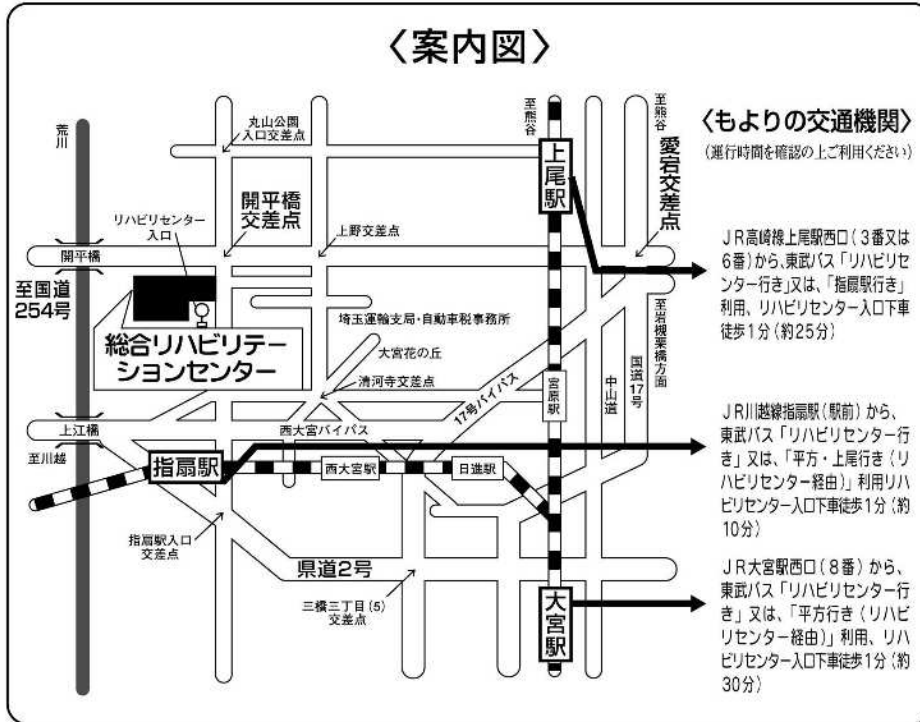 〈案内図〉
荒川
丸山公園
入口交差点
至熊谷
上尾駅
至熊谷
愛宕交差点
〈もよりの交通機関〉
(運行時間を確認の上ご利用ください)
リハビリセンター
入口
開平橋
交差点
上野交差点
開平橋
至国道
254号
総合リハビリテー
ションセンター
埼玉運輸支局・自動車税事務所
大宮花の丘
清河寺交差点
至岩槻栗橋方面
国道17号
中山道
宮原駅
17号バイパス
上江橋
至川越
西大宮バイパス
指扇駅
西大宮駅
日進駅
指扇駅入口
交差点
県道2号
三橋三丁目(5)
交差点
大宮駅
JR高崎線上尾駅西口(3番又は
6番)から、東武バス「リハビリセ
ンター行き」又は、「指扇駅行き」
利用、リハビリセンター入口下車
徒歩1分(約25分)
JR川越線指扇駅(駅前)から、
東武バス「リハビリセンター行
き」又は、「平方・上尾行き(リ
ハビリセンター経由)」利用リハ
ビリセンター入口下車徒歩1分(約
10分)
JR大宮駅西口(8番)から、
東武バス「リハビリセンター行
き」又は、「平方行き(リハビ
リセンター経由)」利用、リハ
ビリセンター入口下車徒歩1分(約
30分)